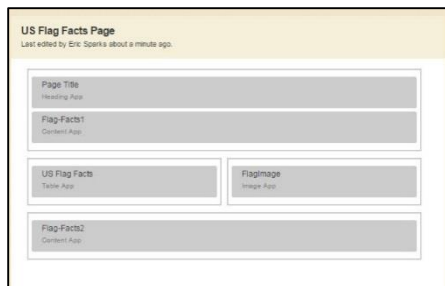 US Flag Facts Page
Last edited by Eric Sparks about a minute ago.
Page Title
Heading App
Flag-Facts1
Content App
US Flag Facts
Table App
FlagImage
Image App
Flag-Facts2
Content App